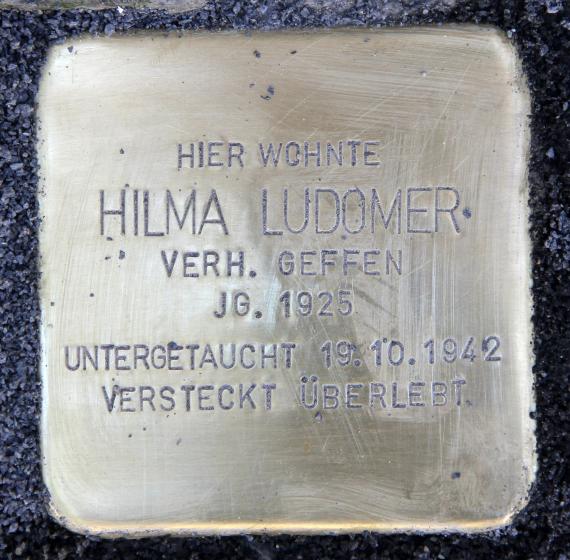 HIER WOHNTE
HILMA LUDOMER
VERH. GEFFEN
JG. 1925
UNTERGETAUCHT 19.10.1942
VERSTECKT ÜBERLEBT